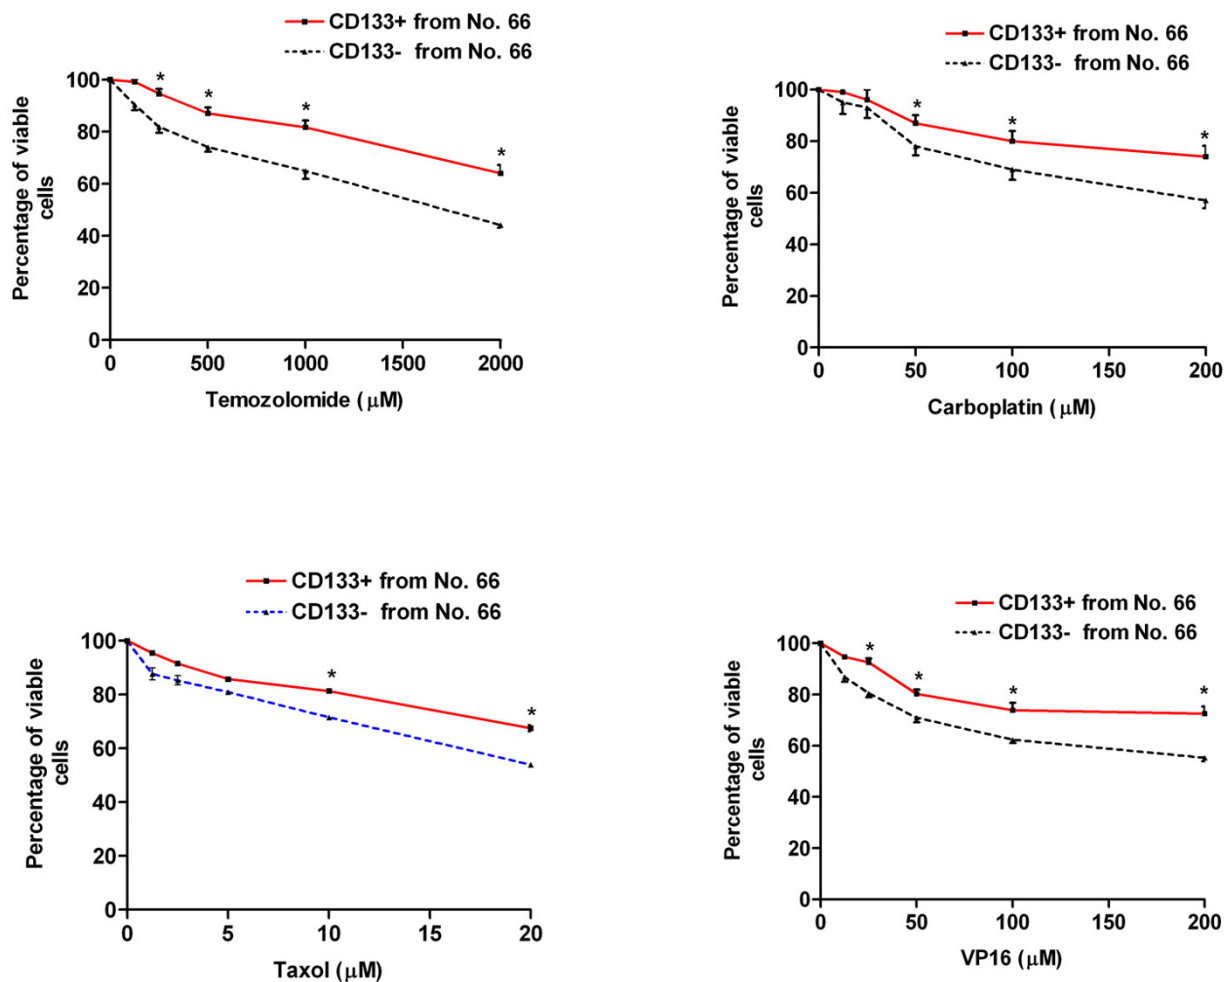 CD133+ from No. 66
CD133- from No. 66
*
*
*
*
100
80
60
40
20
0
Percentage of viable
cells
0
500
1000
1500
2000
Temozolomide (μM)
CD133+ from No. 66
CD133- from No. 66
*
*
*
100
80
60
40
20
0
Percentage of viable
cells
0
50
100
150
200
Carboplatin (μM)
CD133+ from No. 66
CD133- from No. 66
*
*
100
80
60
40
20
0
Percentage of viable
cells
0
5
10
15
20
Taxol (μM)
CD133+ from No. 66
CD133- from No. 66
*
*
*
*
100
80
60
40
20
0
Percentage of viable
cells
0
50
100
150
200
VP16 (μM)